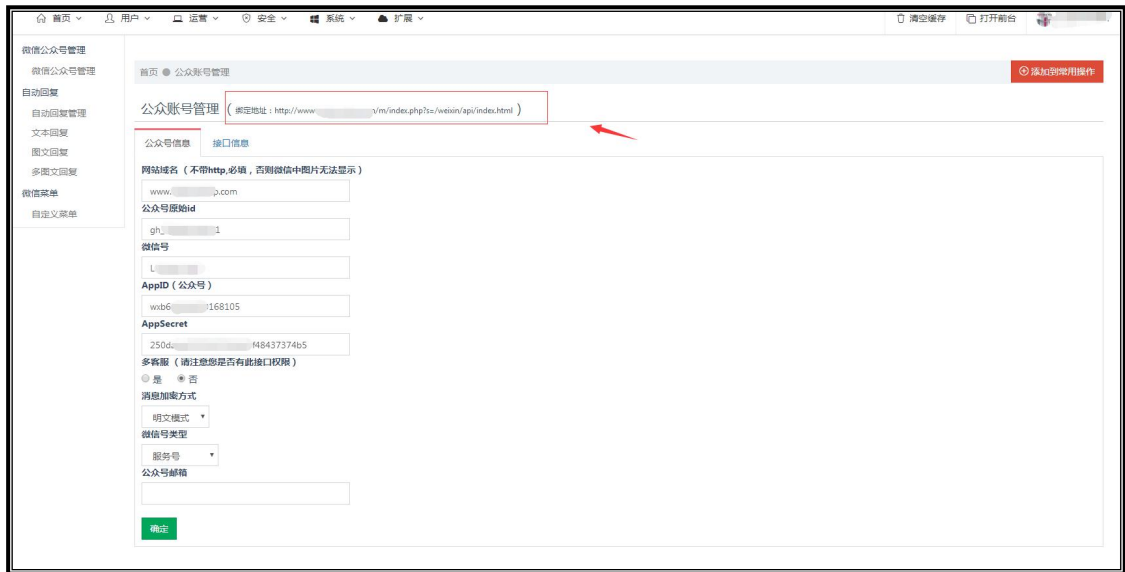 首页 用户 运营 安全 系统 扩展 清空缓存 打开前台
微信公众号管理
微信公众号管理
自动回复
自动回复管理
文本回复
图文回复
多图文回复
微信菜单
自定义菜单
首页 公众账号管理
添加到常用操作
公众账号管理 ( 绑定地址：http://www /m/index.php?s=/weixin/api/index.html )
公众号信息 接口信息
网站域名 （不带http,必填，否则微信中图片无法显示）
www. p.com
公众号原始id
gh_ 1
微信号
L
AppID（公众号）
wxb6 168105
AppSecret
250d f48437374b5
多客服 （请注意您是否有此接口权限）
是 否
消息加密方式
明文模式
微信号类型
服务号
公众号邮箱
确定